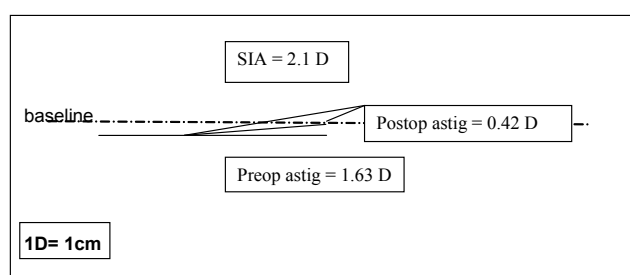 SIA = 2.1 D
baseline
Postop astig = 0.42 D
Preop astig = 1.63 D
1D= 1cm